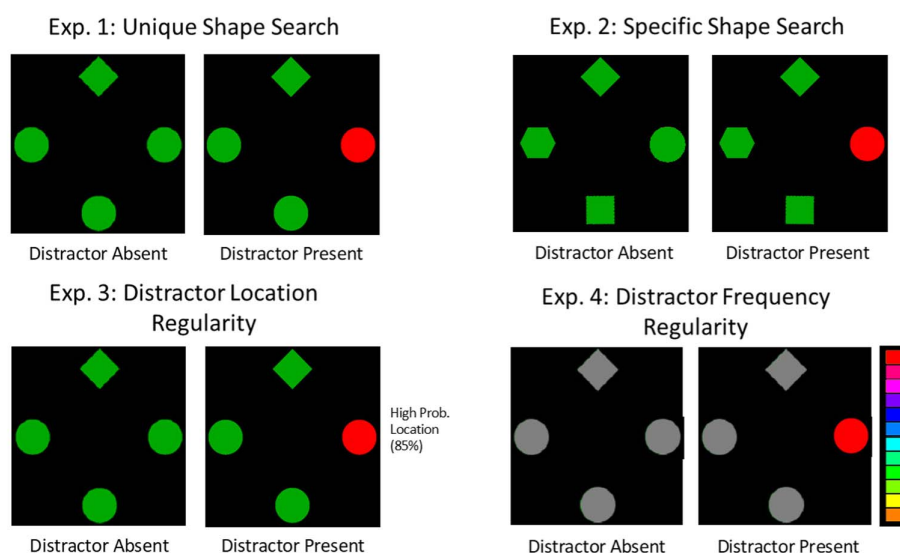 Exp. 1: Unique Shape Search
Distractor Absent
Distractor Present
Exp. 2: Specific Shape Search
Distractor Absent
Distractor Present
Exp. 3: Distractor Location
Regularity
High Prob.
Location
(85%)
Distractor Absent
Distractor Present
Exp. 4: Distractor Frequency
Regularity
Distractor Absent
Distractor Present